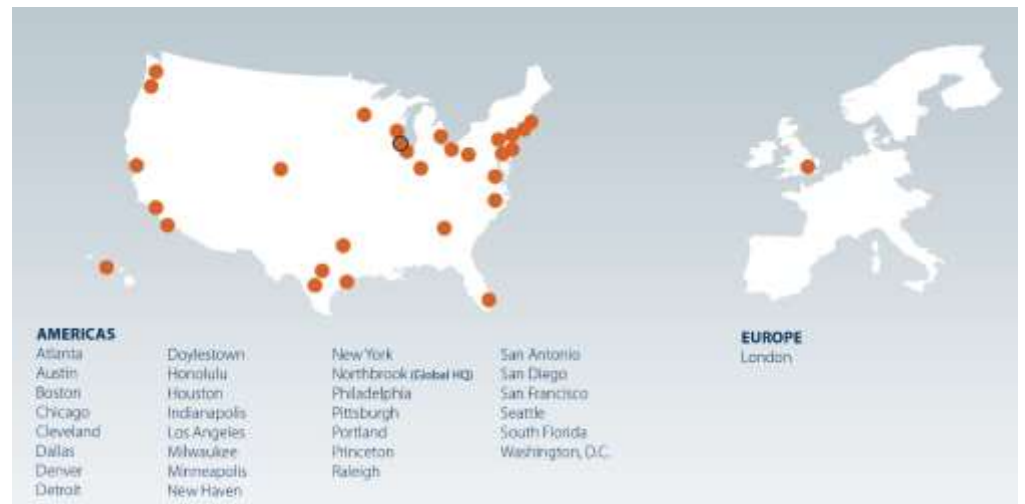 AMERICAS
Atlanta
Austin
Boston
Chicago
Cleveland
Dallas
Denver
Detroit
Doylestown
Honolulu
Houston
Indianapolis
Los Angeles
Milwaukee
Minneapolis
New Haven
New York
Northbrook (Global HQ)
Philadelphia
Pittsburgh
Portland
Princeton
Raleigh
San Antonio
San Diego
San Francisco
Seattle
South Florida
Washington, D.C.
EUROPE
London